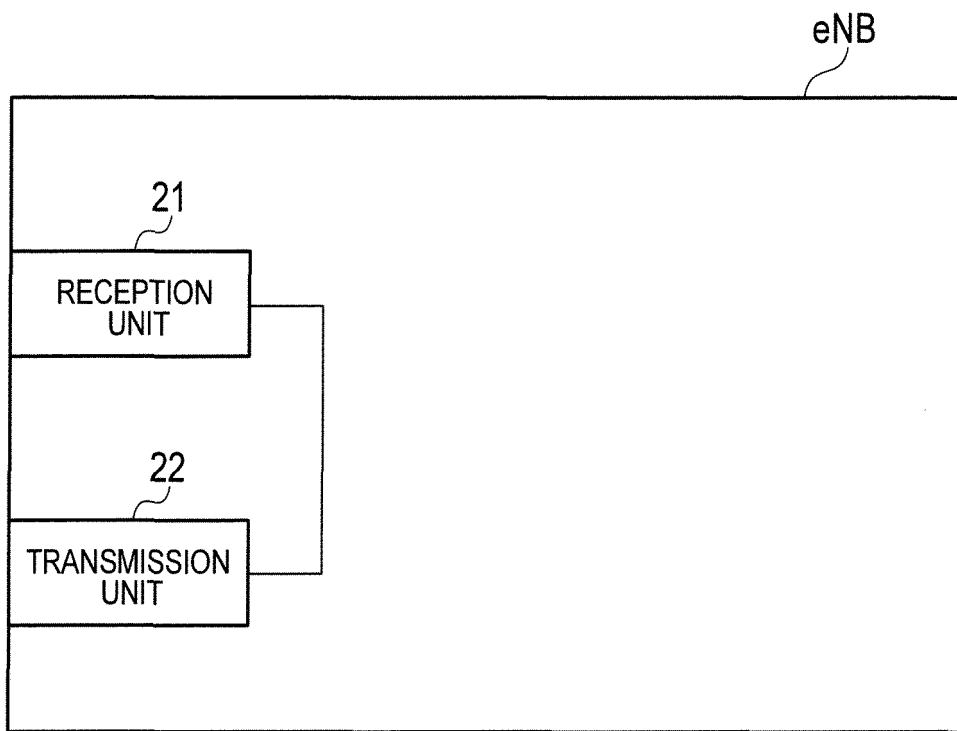 eNB
21
RECEPTION
UNIT
22
TRANSMISSION
UNIT